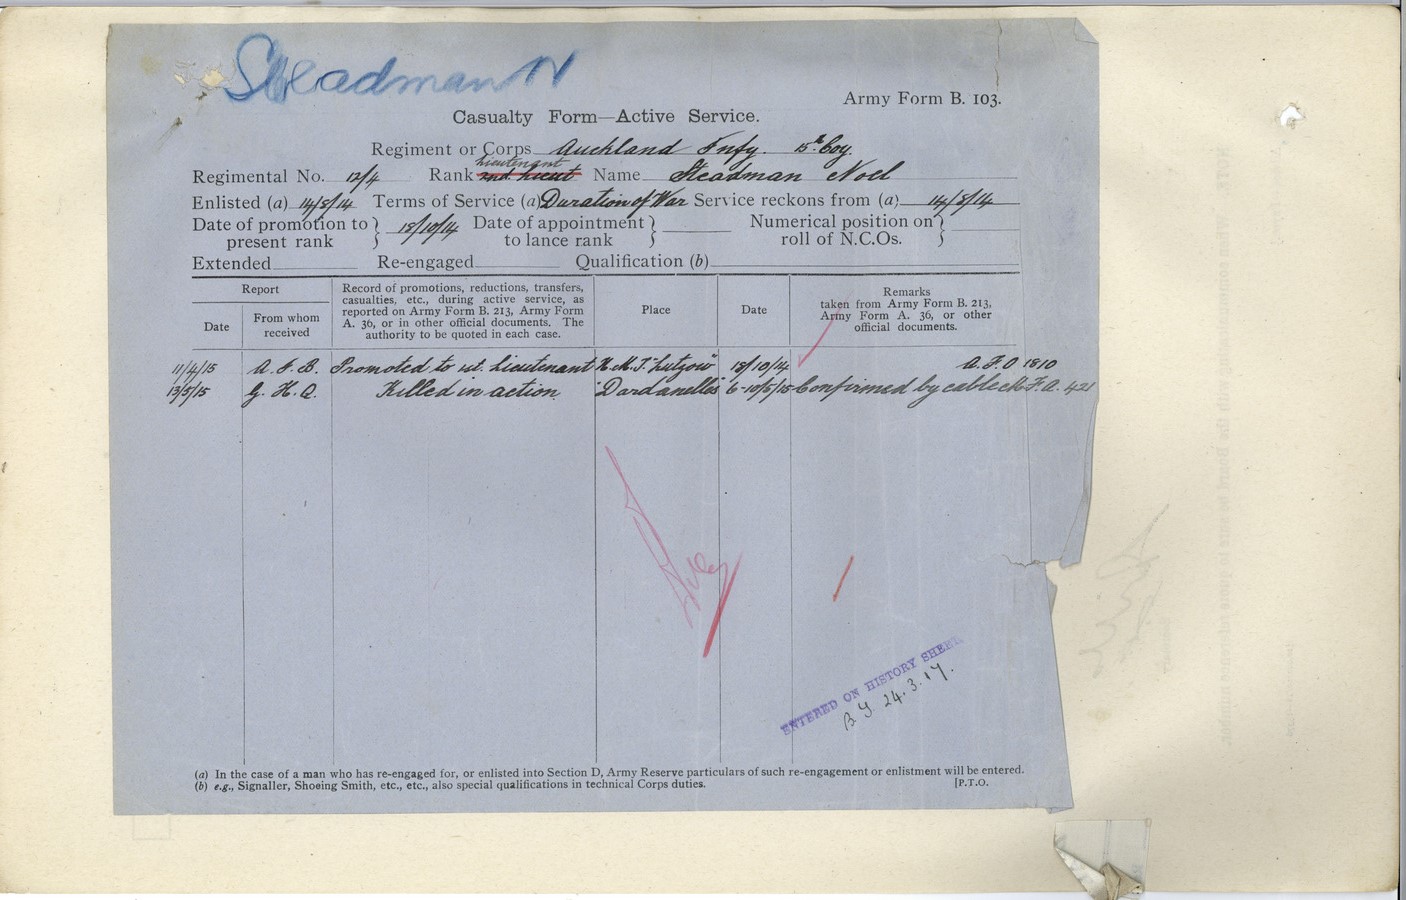 Steadman N
Army Form B. 103.
Casualty Form—Active Service.
Regiment or Corps Auckland Infy. 15th Coy.
Lieutenant
Regimental No. 12/4 Rank 2nd Lieut Name Steadman Noel
Enlisted (a) 14/8/14 Terms of Service (a) Duration of War Service reckons from (a) 14/8/14
Date of promotion to present rank } 18/10/14 Date of appointment to lance rank } Numerical position on roll of N.C.Os. }
Extended Re-engaged Qualification (b)
Report
Date
From whom received
Record of promotions, reductions, transfers, casualties, etc., during active service, as reported on Army Form B. 213, Army Form A. 36, or in other official documents. The authority to be quoted in each case.
Place
Date
Remarks
taken from Army Form B. 213, Army Form A. 36, or other official documents.
11/4/15 A.F.B. Promoted to 1st. Lieutenant H.M.T. "Lutzow" 18/10/14 A.F.O 1810
13/5/15 G.H.Q. Killed in action "Dardanelles" 6-10/5/15 Confirmed by cable F.A. 421
ENTERED ON HISTORY SHEET
B.Y. 24.3.17.
(a) In the case of a man who has re-engaged for, or enlisted into Section D, Army Reserve particulars of such re-engagement or enlistment will be entered.
(b) e.g., Signaller, Shoeing Smith, etc., etc., also special qualifications in technical Corps duties. [P.T.O.